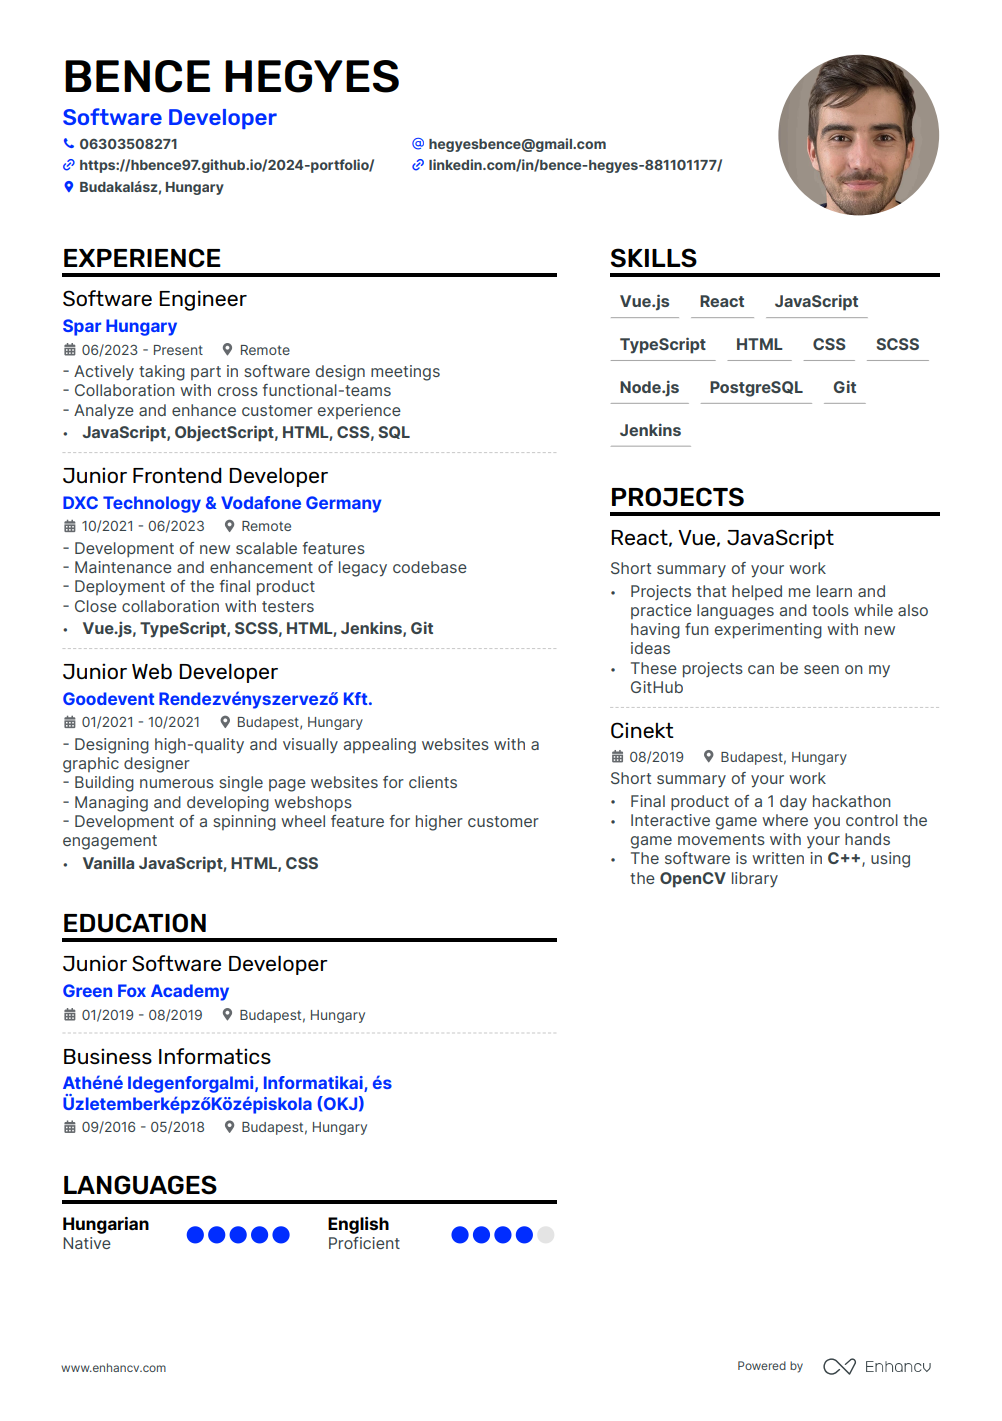 BENCE HEGYES
Software Developer
06303508271
hegyesbence@gmail.com
https://hbence97.github.io/2024-portfolio/
linkedin.com/in/bence-hegyes-881101177/
Budakalász, Hungary
EXPERIENCE
Software Engineer
Spar Hungary
06/2023 - Present Remote
- Actively taking part in software design meetings
- Collaboration with cross functional-teams
- Analyze and enhance customer experience
• JavaScript, ObjectScript, HTML, CSS, SQL
Junior Frontend Developer
DXC Technology & Vodafone Germany
10/2021 - 06/2023 Remote
- Development of new scalable features
- Maintenance and enhancement of legacy codebase
- Deployment of the final product
- Close collaboration with testers
• Vue.js, TypeScript, SCSS, HTML, Jenkins, Git
Junior Web Developer
Goodevent Rendezvényszervező Kft.
01/2021 - 10/2021 Budapest, Hungary
- Designing high-quality and visually appealing websites with a
graphic designer
- Building numerous single page websites for clients
- Managing and developing webshops
- Development of a spinning wheel feature for higher customer
engagement
• Vanilla JavaScript, HTML, CSS
EDUCATION
Junior Software Developer
Green Fox Academy
01/2019 - 08/2019 Budapest, Hungary
Business Informatics
Athéné Idegenforgalmi, Informatikai, és
ÜzletemberképzőKözépiskola (OKJ)
09/2016 - 05/2018 Budapest, Hungary
LANGUAGES
Hungarian
Native
English
Proficient
SKILLS
Vue.js React JavaScript
TypeScript HTML CSS SCSS
Node.js PostgreSQL Git
Jenkins
PROJECTS
React, Vue, JavaScript
Short summary of your work
• Projects that helped me learn and
practice languages and tools while also
having fun experimenting with new
ideas
• These projects can be seen on my
GitHub
Cinekt
08/2019 Budapest, Hungary
Short summary of your work
• Final product of a 1 day hackathon
• Interactive game where you control the
game movements with your hands
• The software is written in C++, using
the OpenCV library
www.enhancv.com
Powered by Enhancv